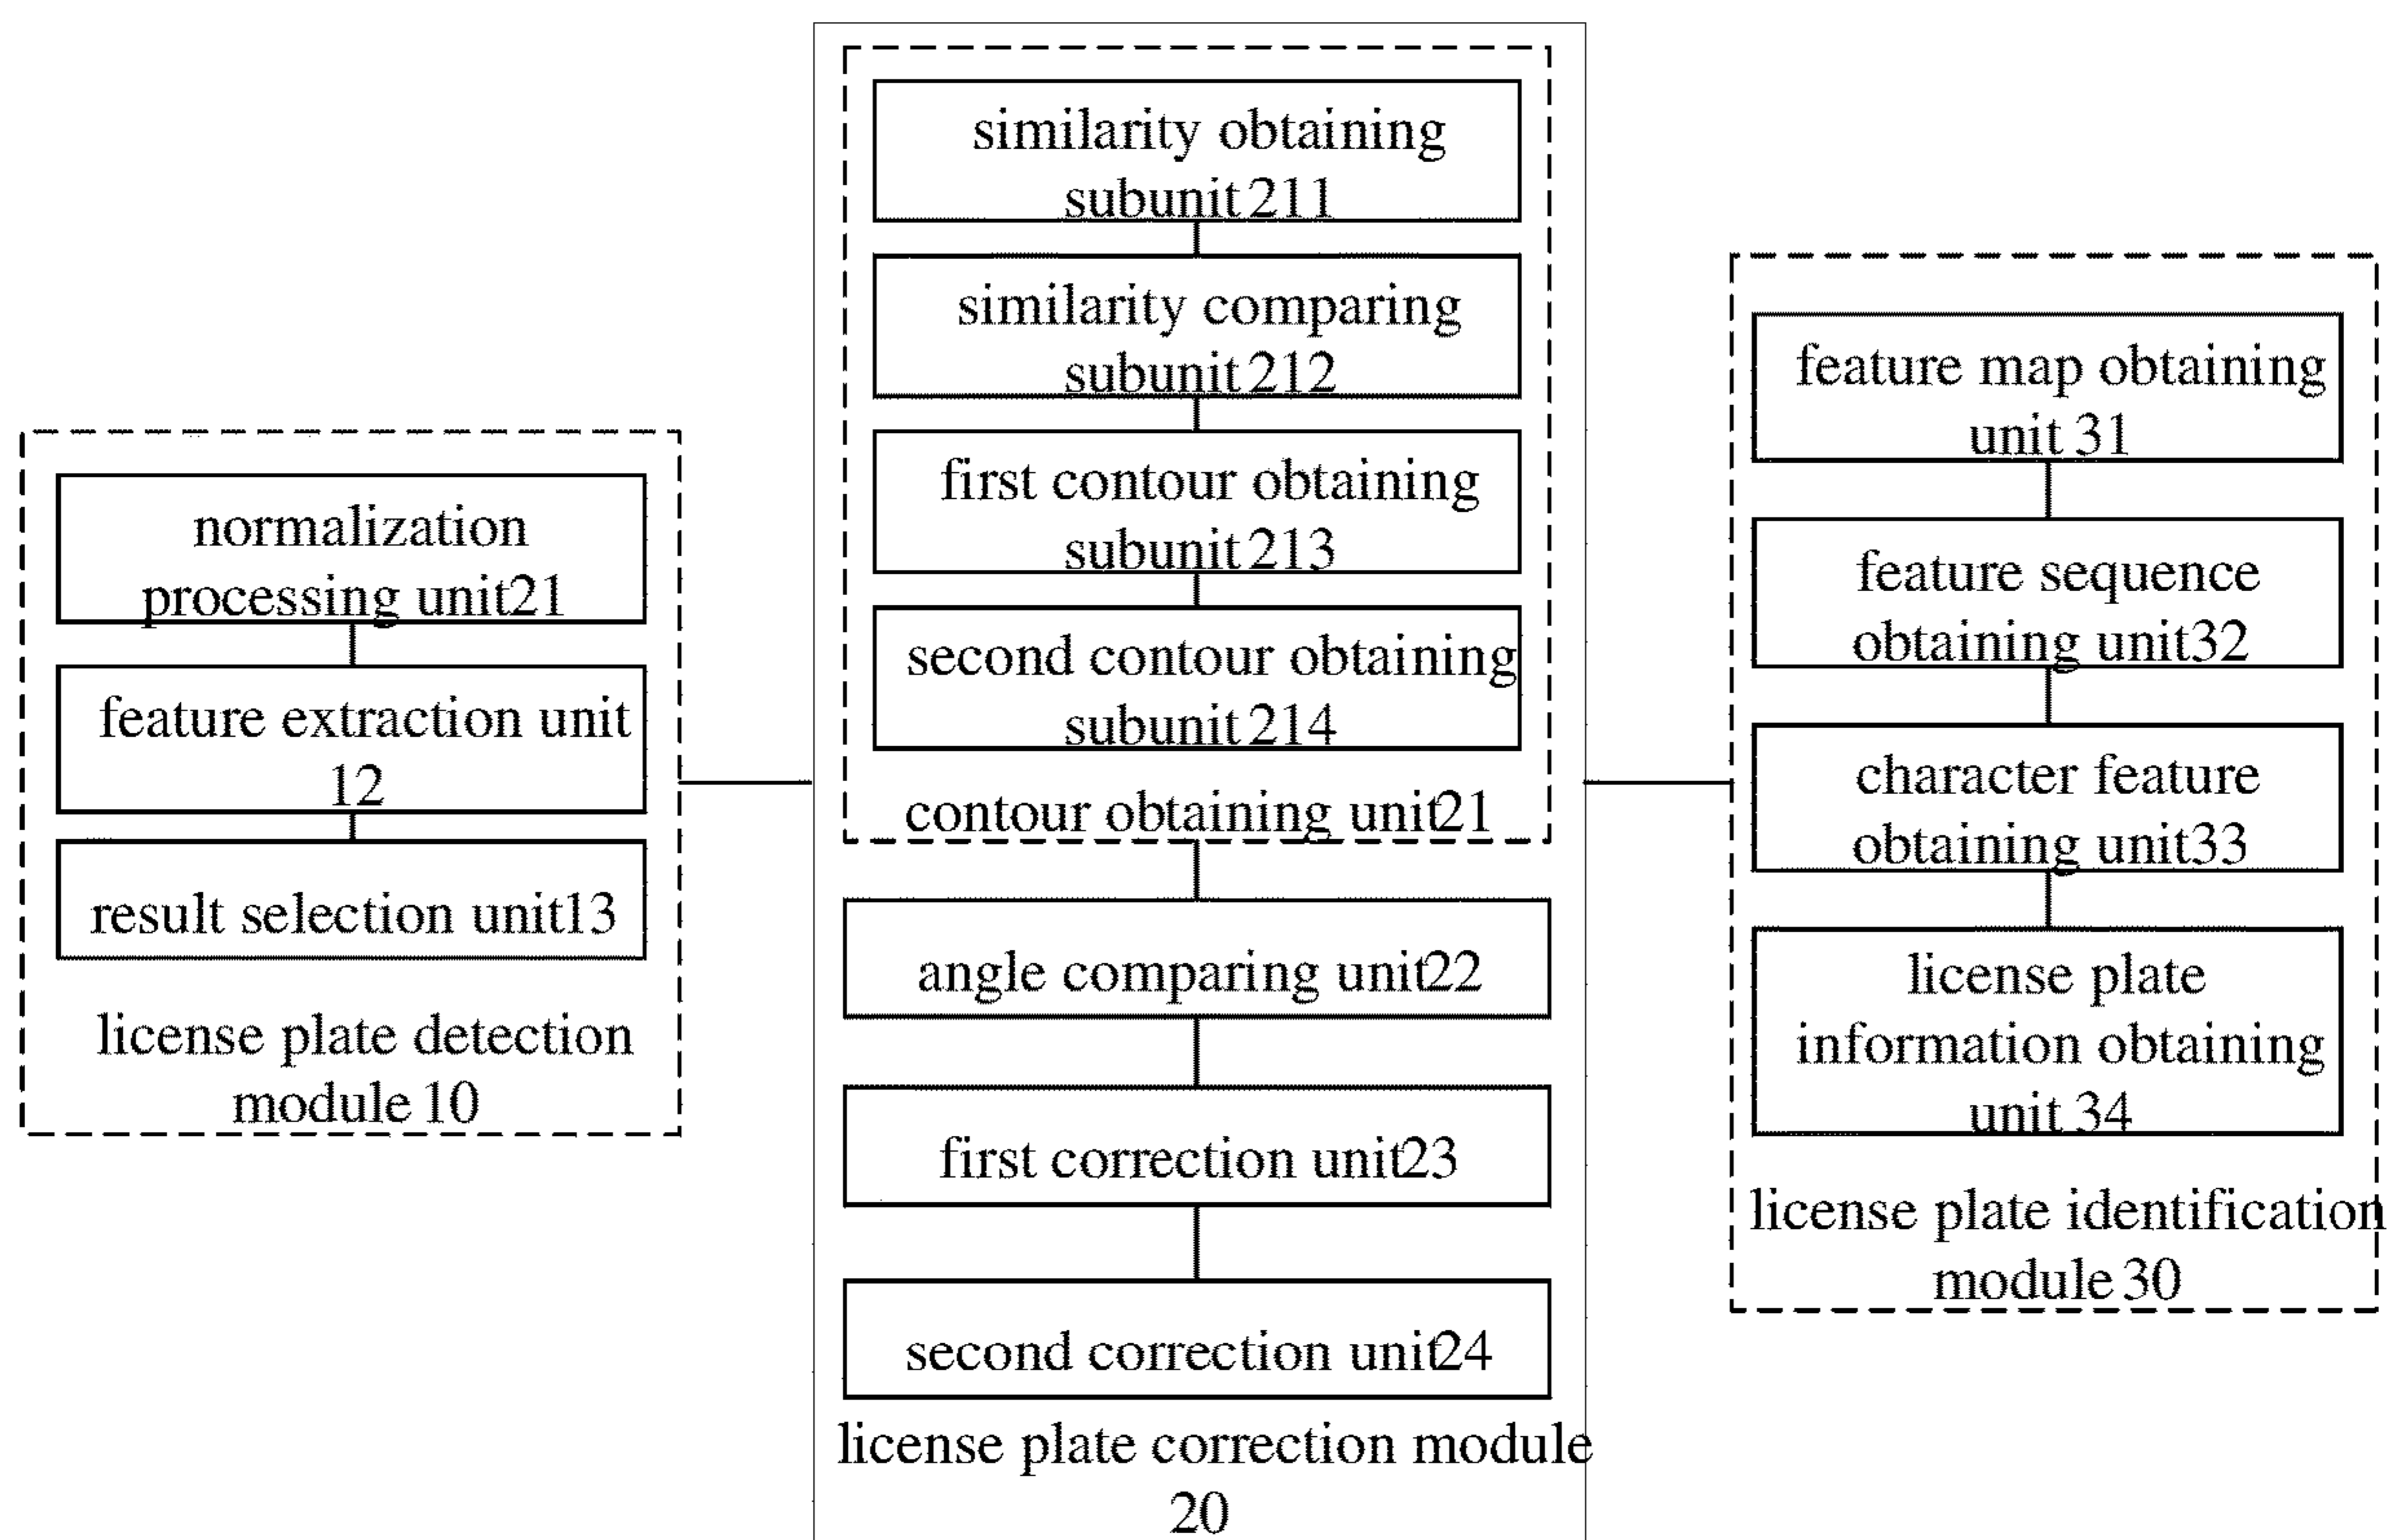 normalization
processing unit21
feature extraction unit
12
result selection unit13
license plate detection
module 10
similarity obtaining
subunit 211
similarity comparing
subunit 212
first contour obtaining
subunit 213
second contour obtaining
subunit 214
contour obtaining unit21
angle comparing unit22
first correction unit23
second correction unit24
license plate correction module
20
feature map obtaining
unit 31
feature sequence
obtaining unit32
character feature
obtaining unit33
license plate
information obtaining
unit 34
license plate identification
module 30